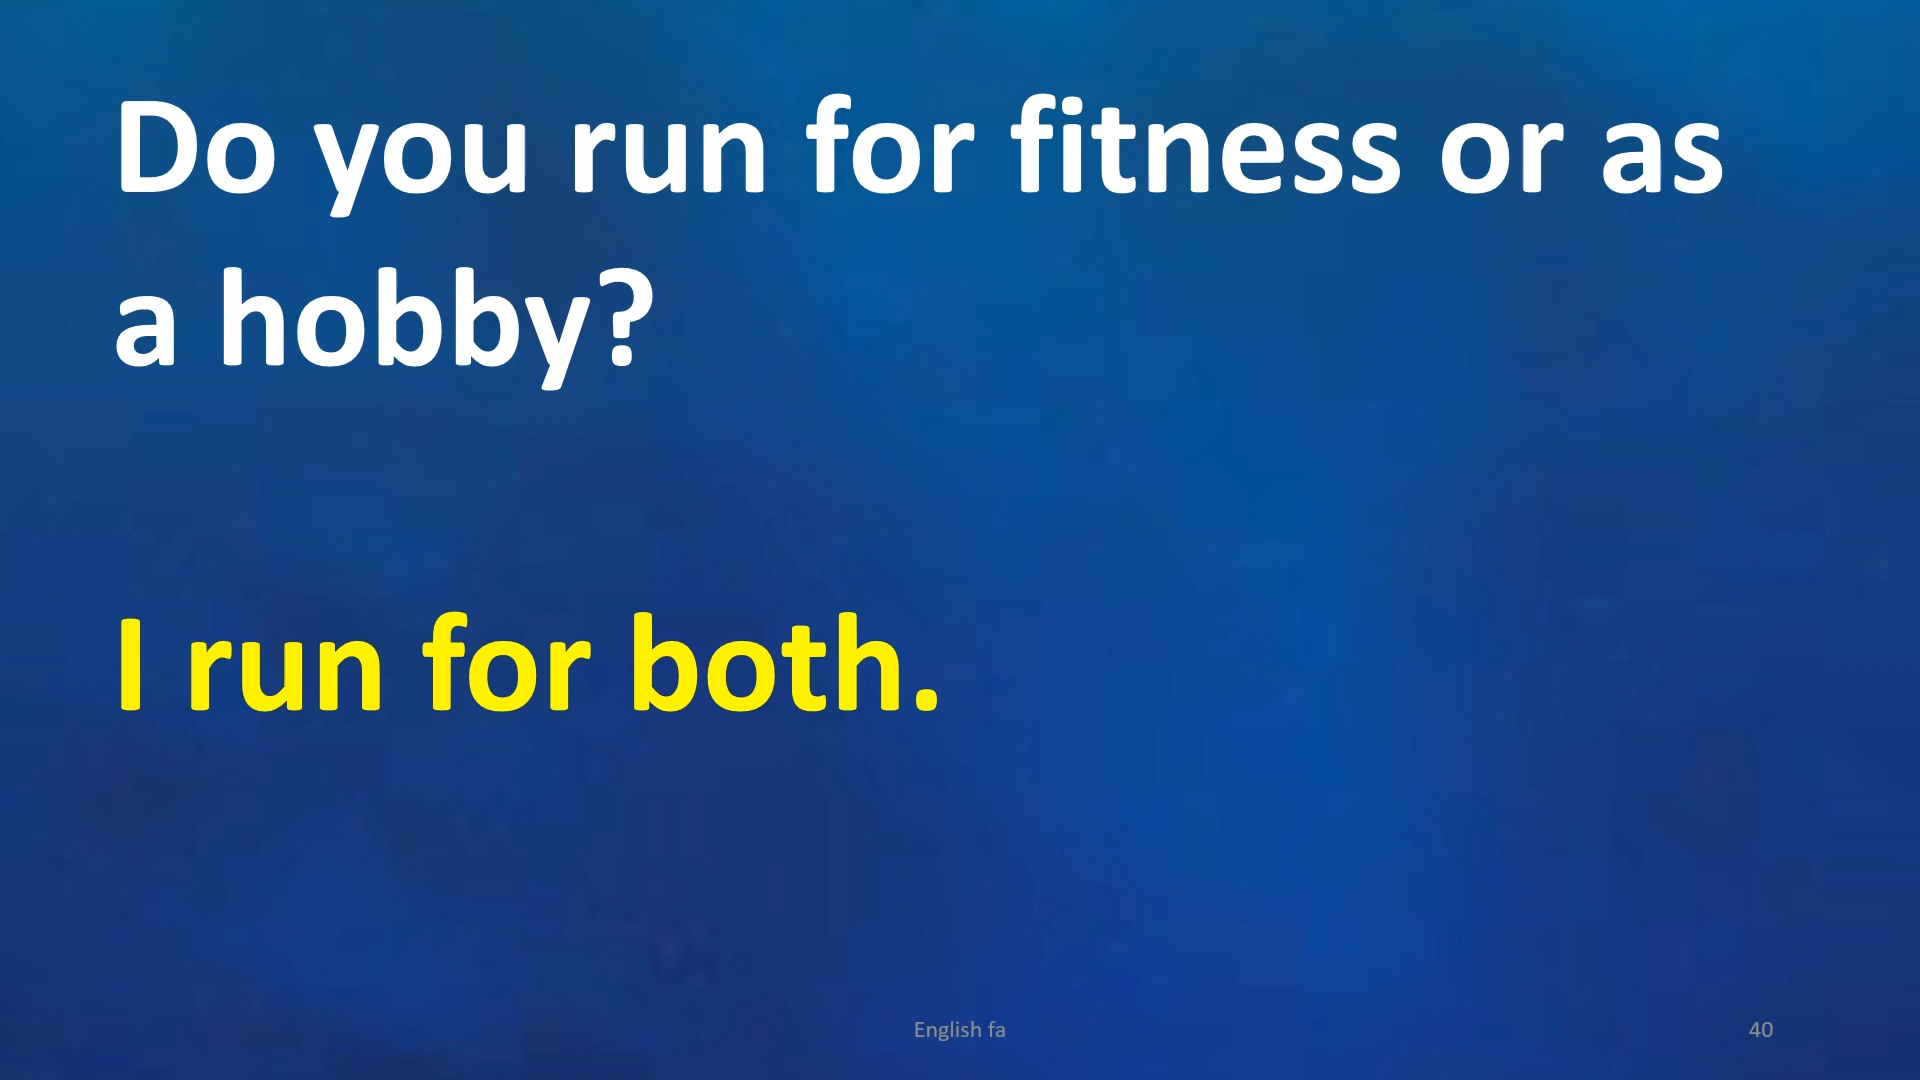 Do you run for fitness or as
a hobby?
I run for both.
English fa
40